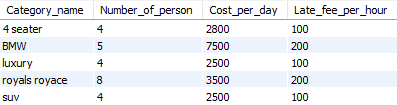 Category_name Number_of_person Cost_per_day Late_fee_per_hour
4 seater 4 2800 100
BMW 5 7500 200
luxury 4 2500 100
royals royace 8 3500 200
suv 4 2500 100